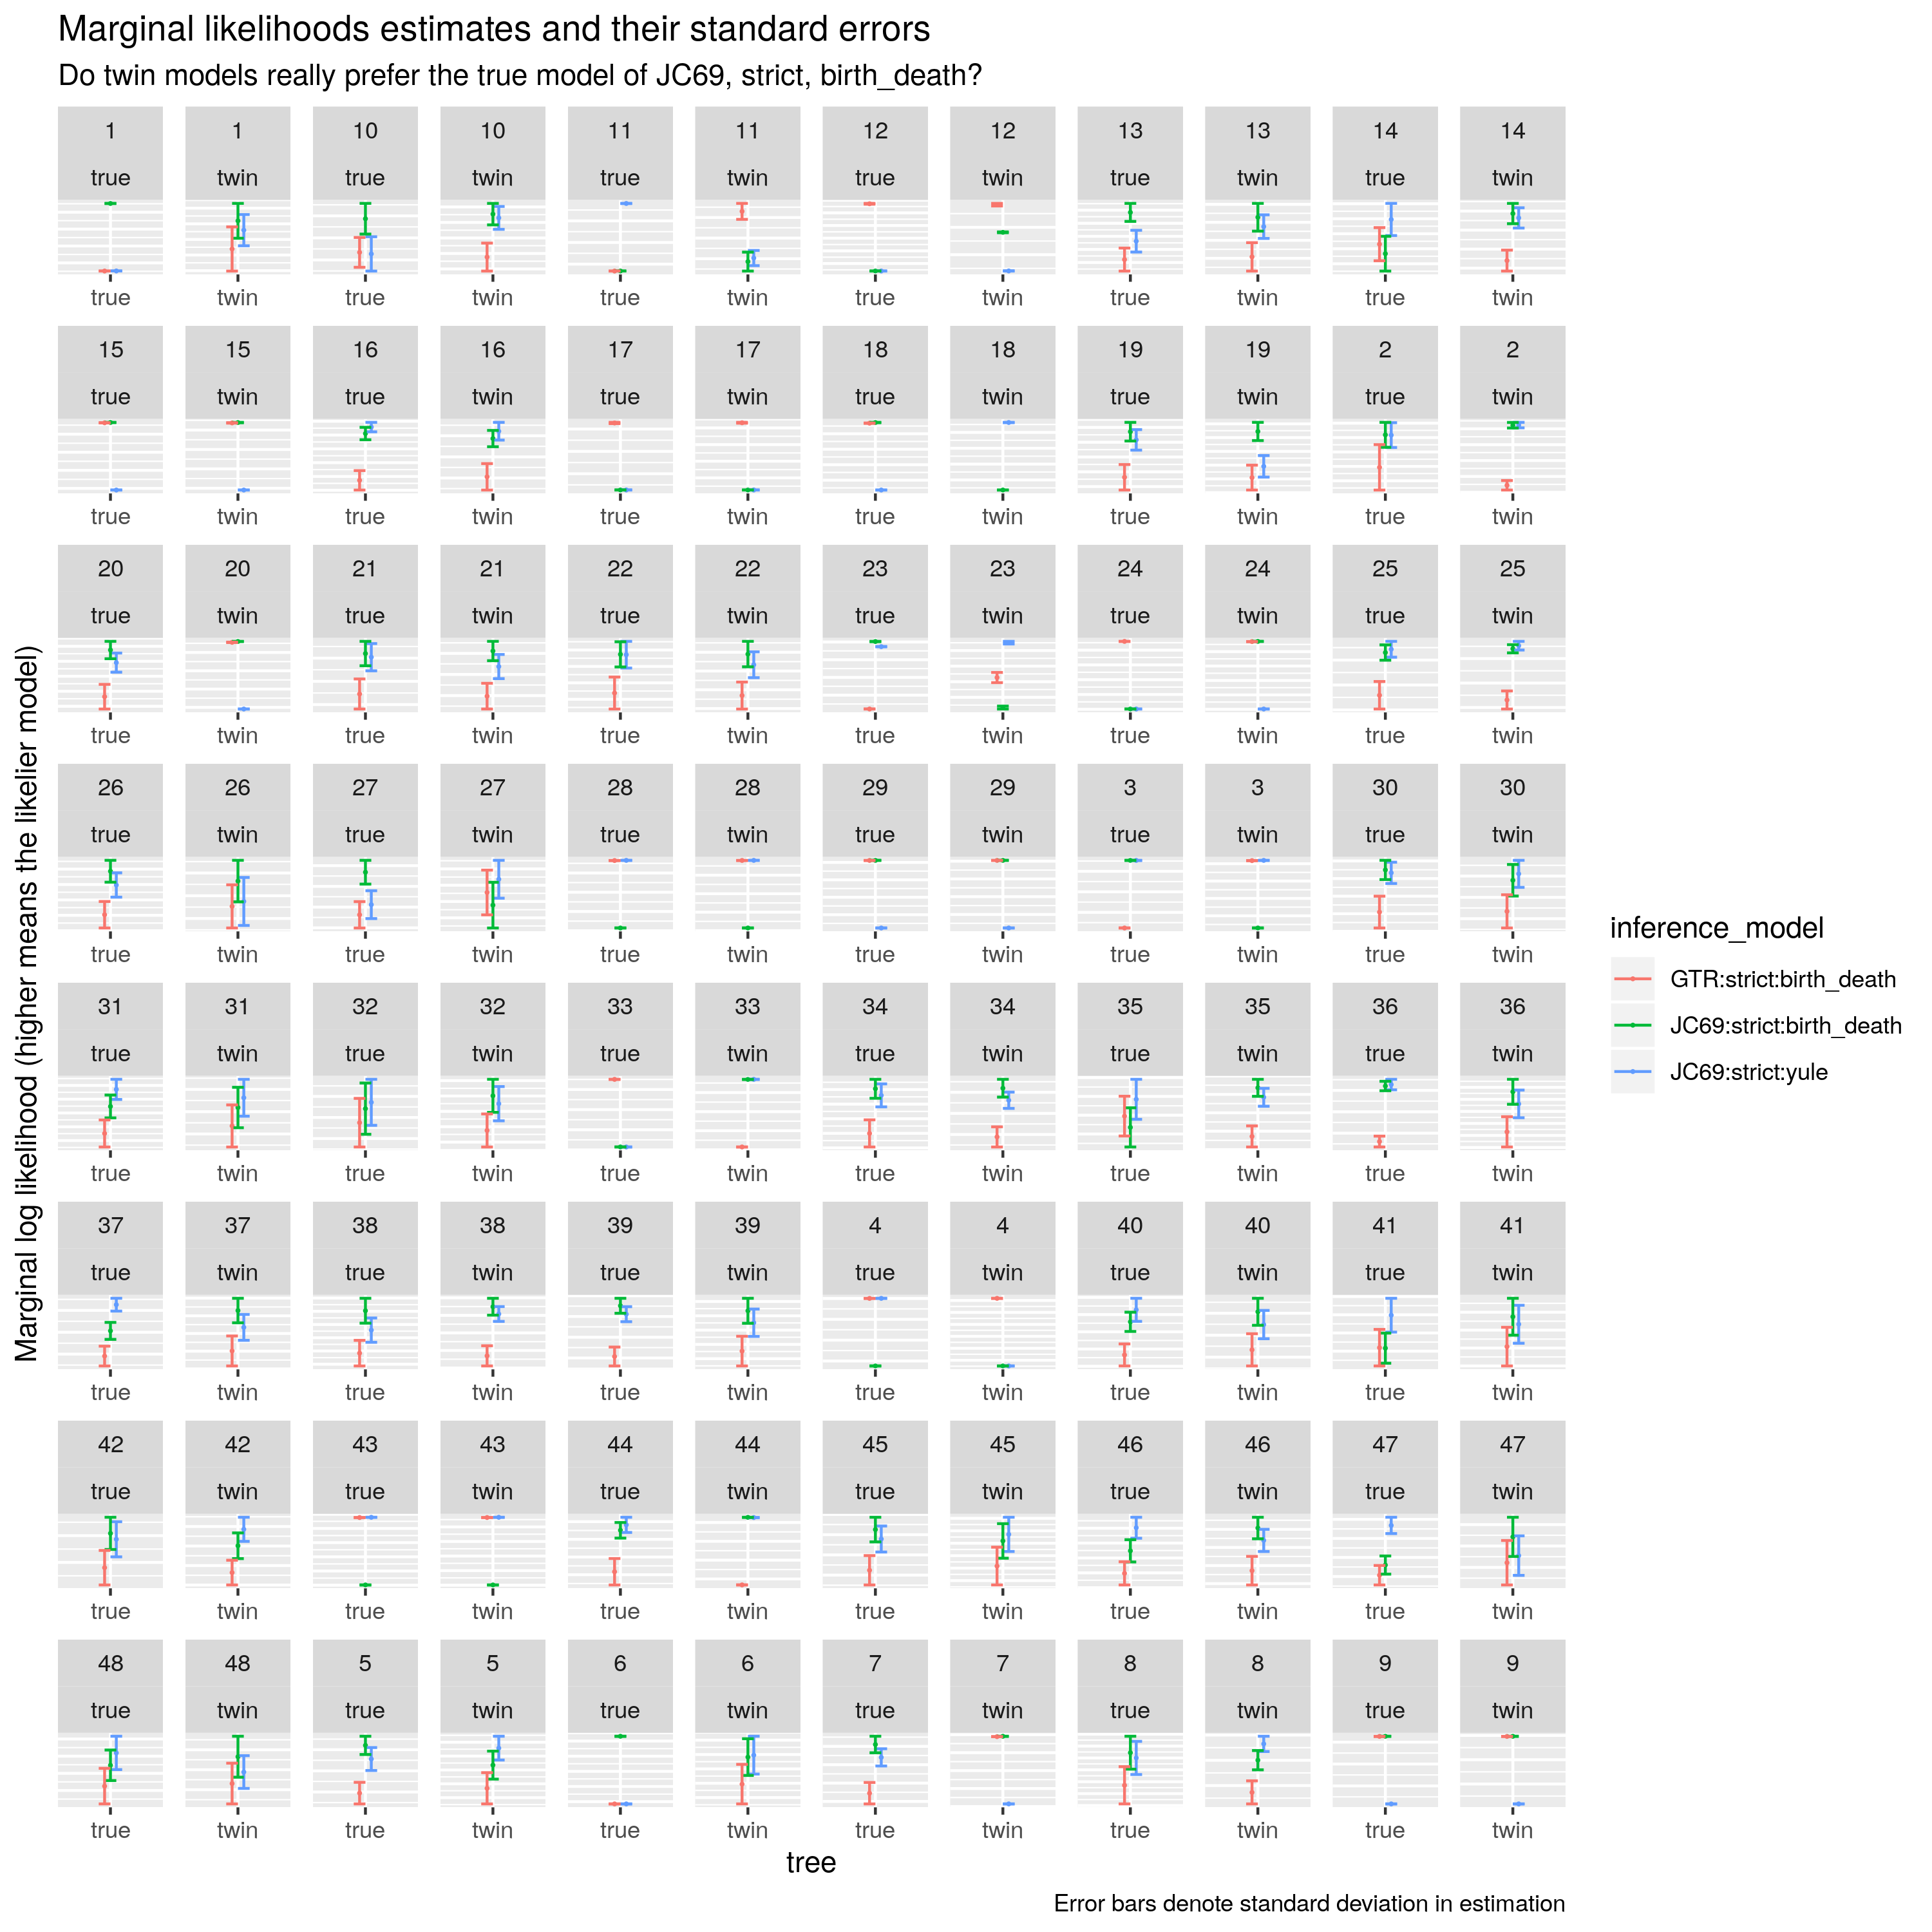 Marginal likelihoods estimates and their standard errors
Do twin models really prefer the true model of JC69, strict, birth_death?
1 1 10 10 11 11 12 12 13 13 14 14
true twin true twin true twin true twin true twin true twin
true twin true twin true twin true twin true twin true twin
15 15 16 16 17 17 18 18 19 19 2 2
true twin true twin true twin true twin true twin true twin
true twin true twin true twin true twin true twin true twin
20 20 21 21 22 22 23 23 24 24 25 25
true twin true twin true twin true twin true twin true twin
true twin true twin true twin true twin true twin true twin
26 26 27 27 28 28 29 29 3 3 30 30
true twin true twin true twin true twin true twin true twin
true twin true twin true twin true twin true twin true twin
31 31 32 32 33 33 34 34 35 35 36 36
true twin true twin true twin true twin true twin true twin
true twin true twin true twin true twin true twin true twin
37 37 38 38 39 39 4 4 40 40 41 41
true twin true twin true twin true twin true twin true twin
true twin true twin true twin true twin true twin true twin
42 42 43 43 44 44 45 45 46 46 47 47
true twin true twin true twin true twin true twin true twin
true twin true twin true twin true twin true twin true twin
48 48 5 5 6 6 7 7 8 8 9 9
true twin true twin true twin true twin true twin true twin
true twin true twin true twin true twin true twin true twin
tree
Marginal log likelihood (higher means the likelier model)
inference_model
GTR:strict:birth_death
JC69:strict:birth_death
JC69:strict:yule
Error bars denote standard deviation in estimation